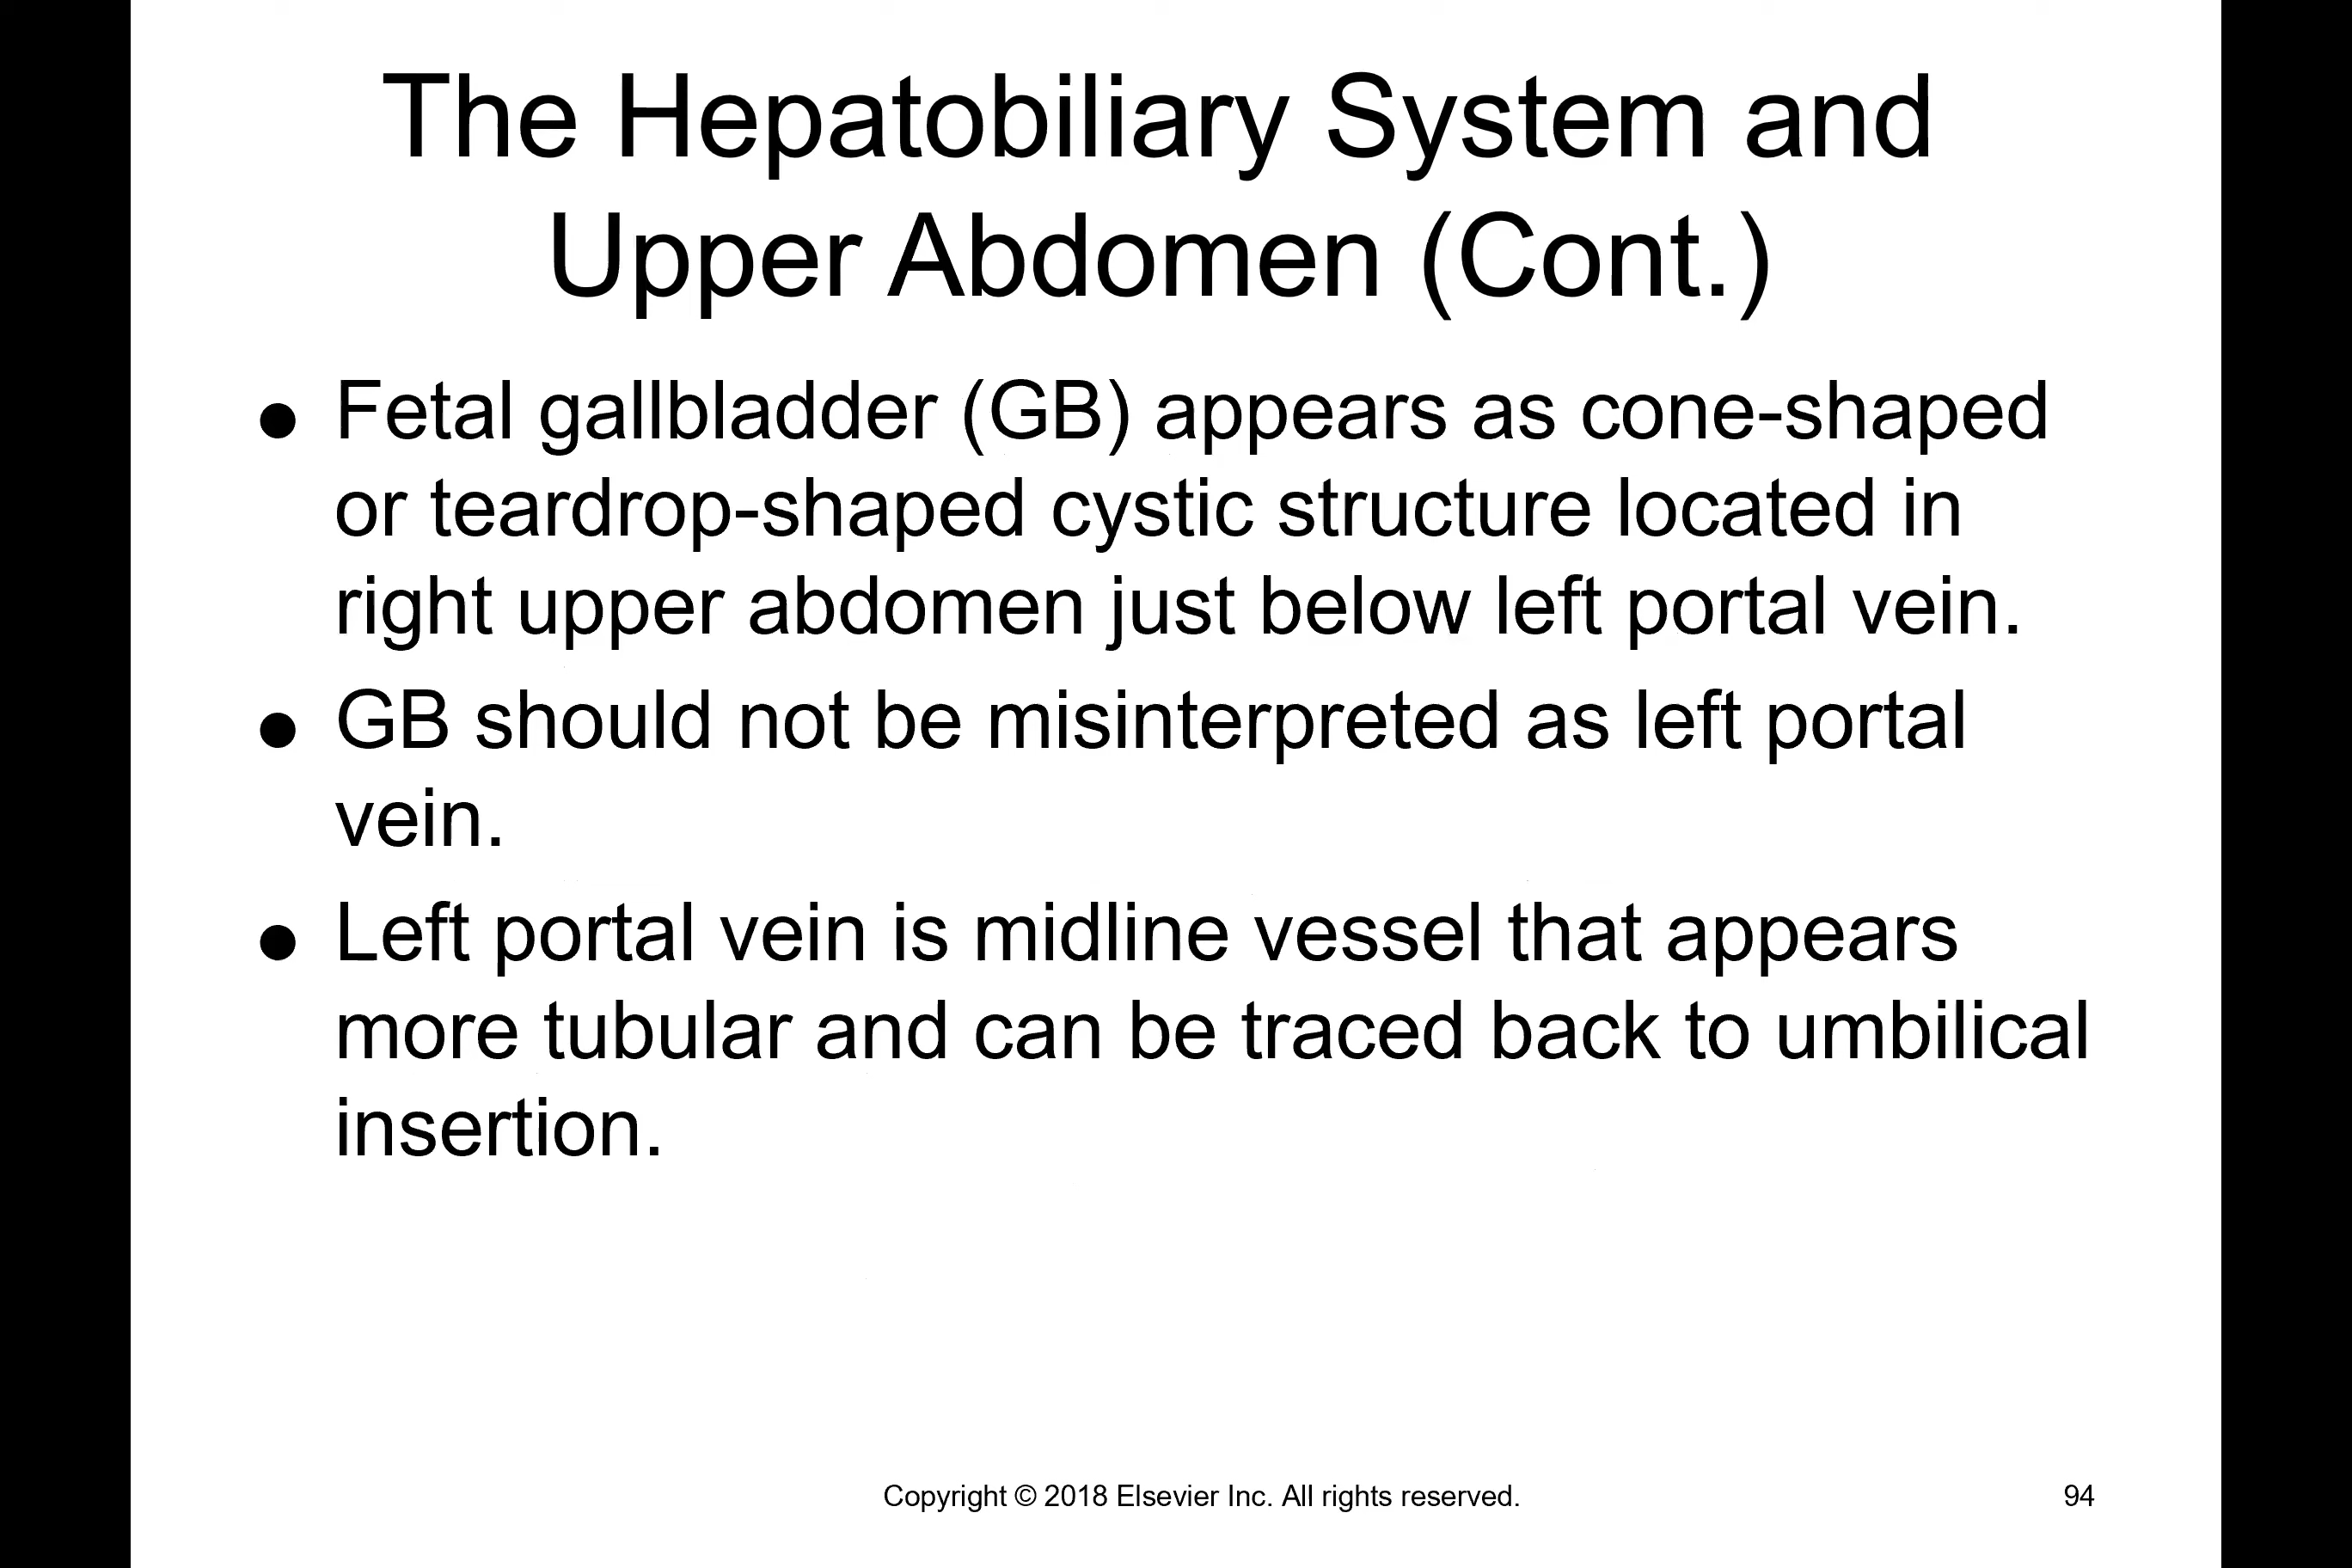 The Hepatobiliary System and
Upper Abdomen (Cont.)
● Fetal gallbladder (GB) appears as cone-shaped
or teardrop-shaped cystic structure located in
right upper abdomen just below left portal vein.
● GB should not be misinterpreted as left portal
vein.
● Left portal vein is midline vessel that appears
more tubular and can be traced back to umbilical
insertion.
Copyright © 2018 Elsevier Inc. All rights reserved.
94